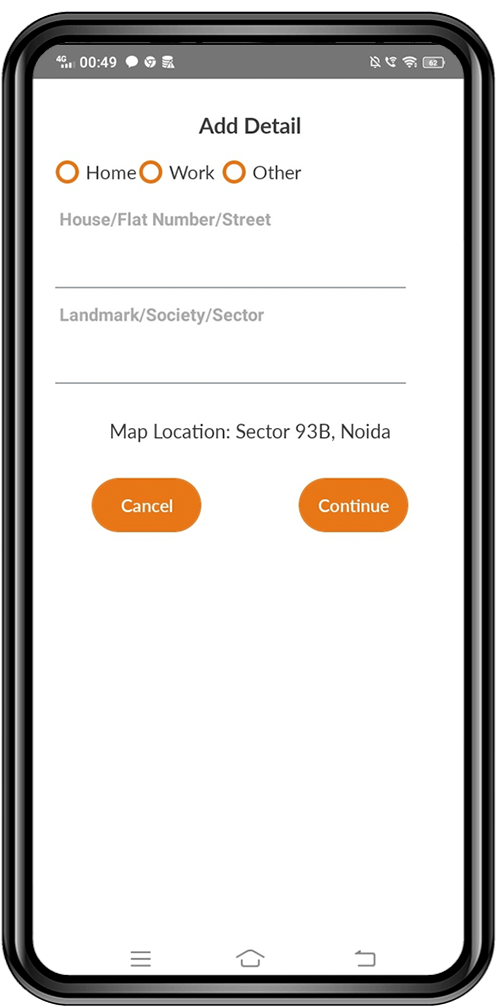 4G 00:49 62
Add Detail
Home Work Other
House/Flat Number/Street
Landmark/Society/Sector
Map Location: Sector 93B, Noida
Cancel Continue